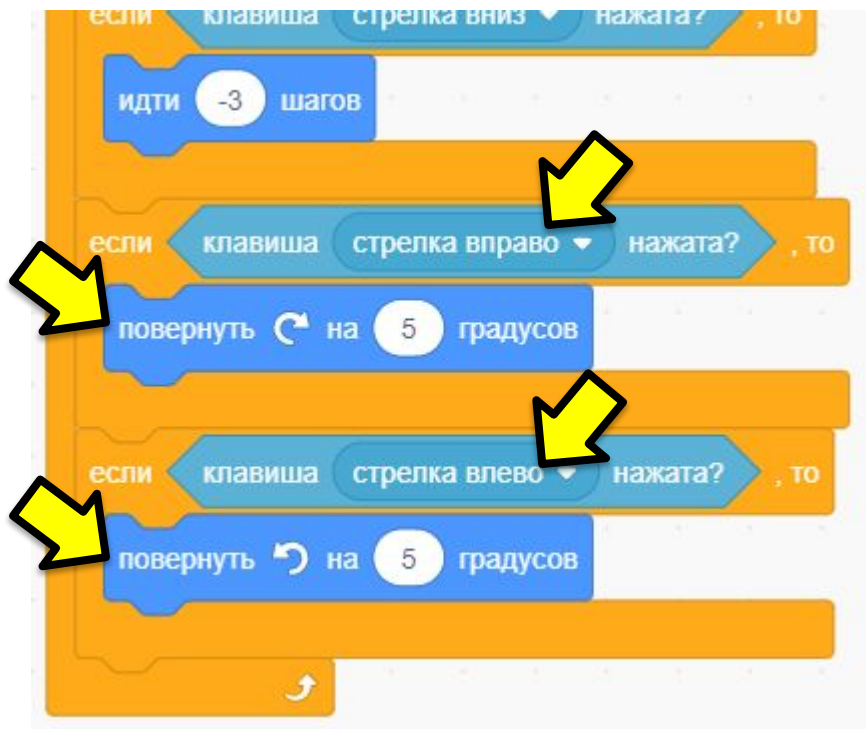 если клавиша стрелка вниз нажата? , то
идти -3 шагов
если клавиша стрелка вправо нажата? , то
повернуть на 5 градусов
если клавиша стрелка влево нажата? , то
повернуть на 5 градусов